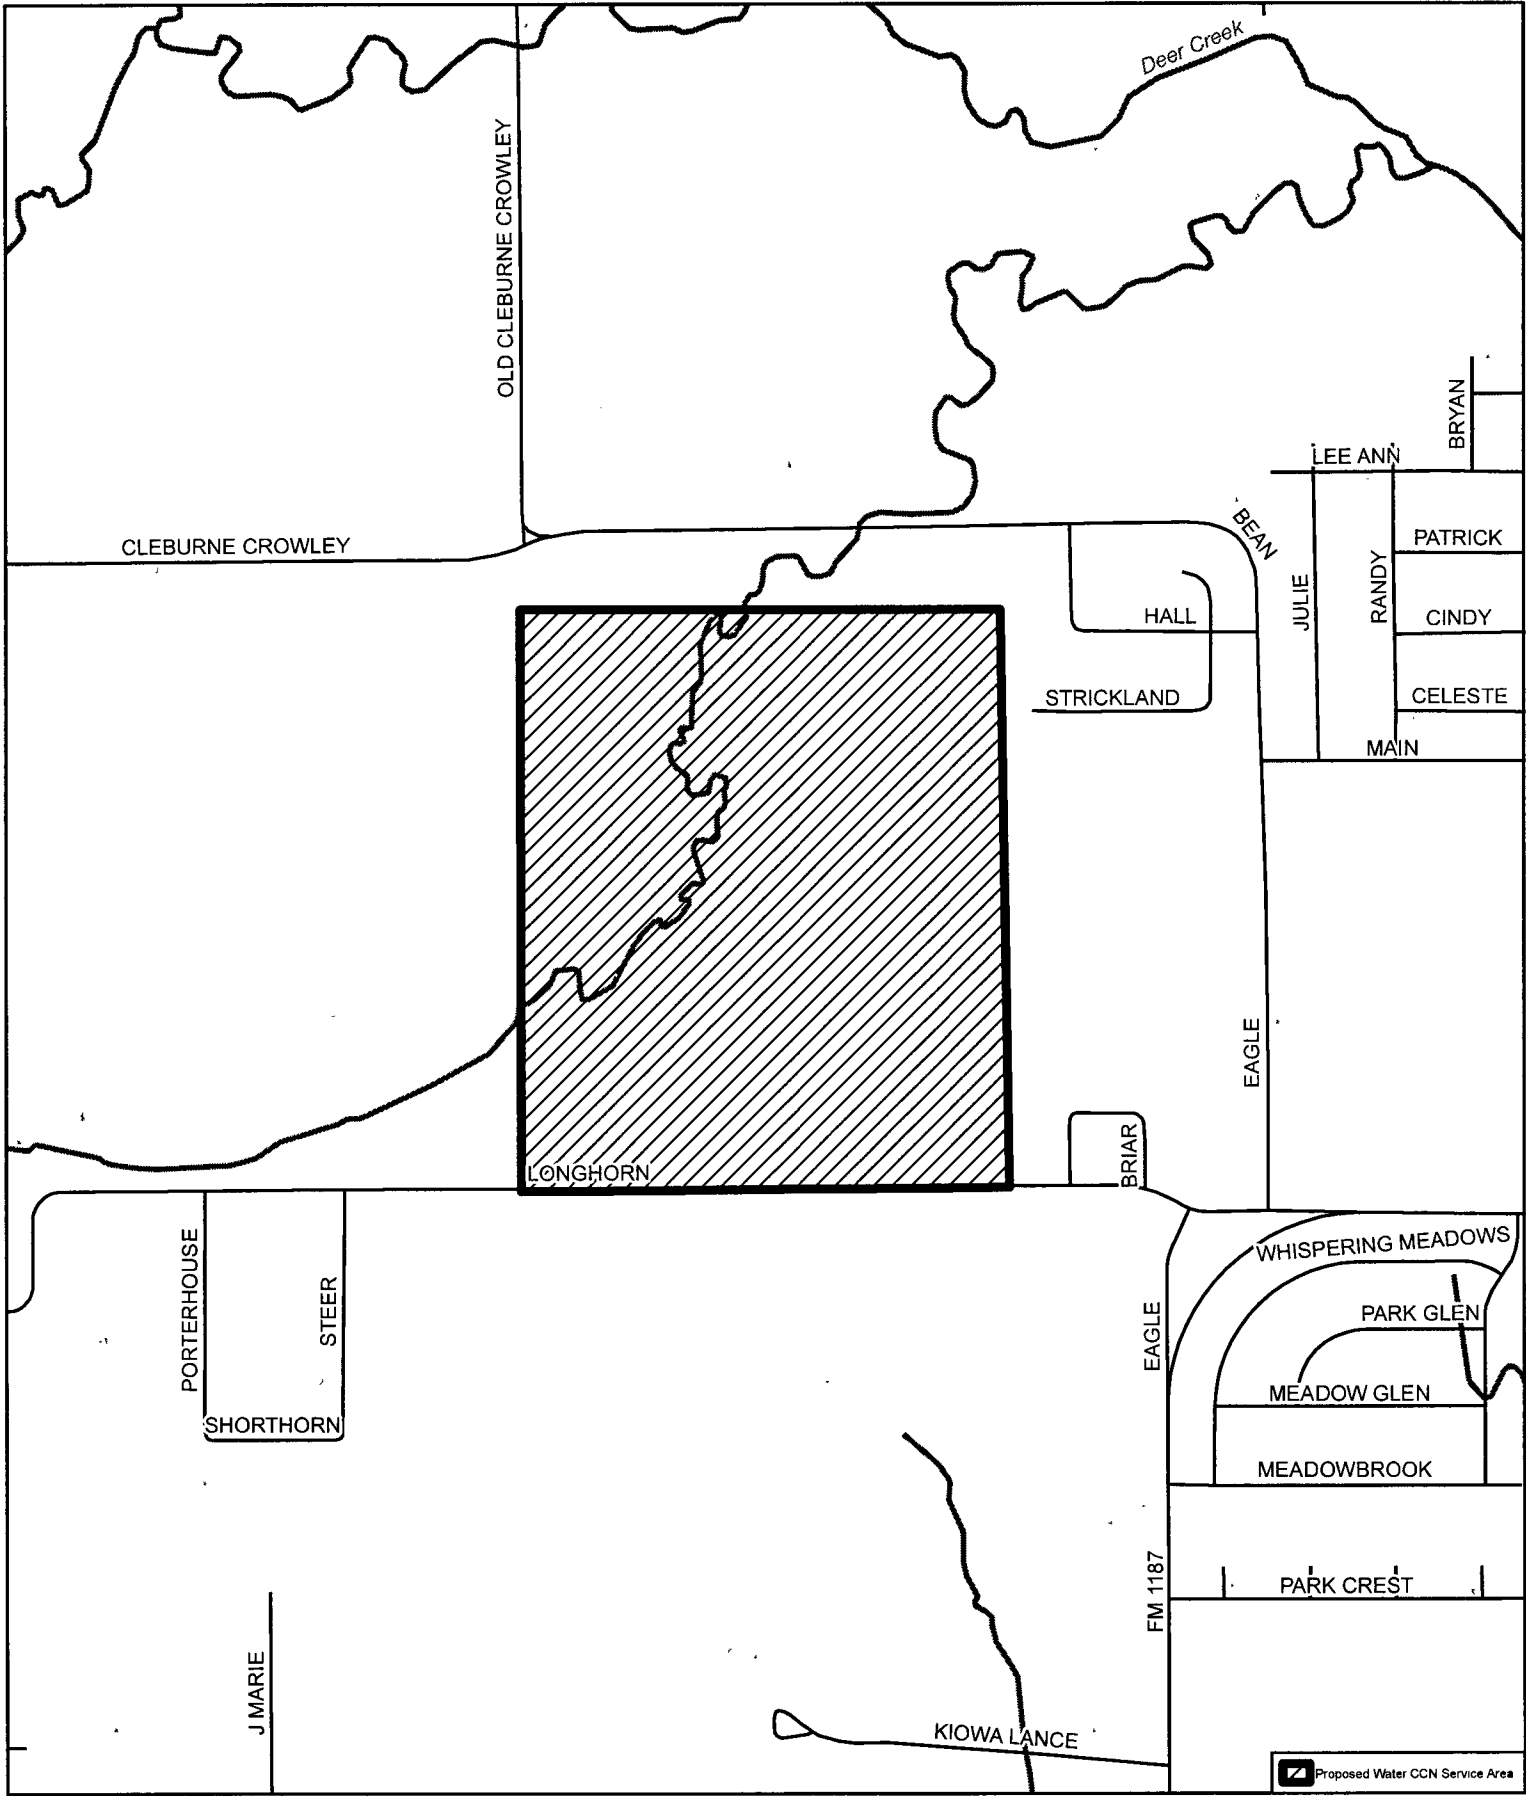 Deer Creek
OLD CLEBURNE CROWLEY
BRYAN
LEE ANN
BEAN
CLEBURNE CROWLEY
PATRICK
JULIE
RANDY
HALL
CINDY
STRICKLAND
CELESTE
MAIN
EAGLE
BRIAR
LONGHORN
WHISPERING MEADOWS
PORTERHOUSE
STEER
EAGLE
PARK GLEN
MEADOW GLEN
SHORTHORN
MEADOWBROOK
FM 1187
PARK CREST
J MARIE
KIOWA LANCE
Proposed Water CCN Service Area